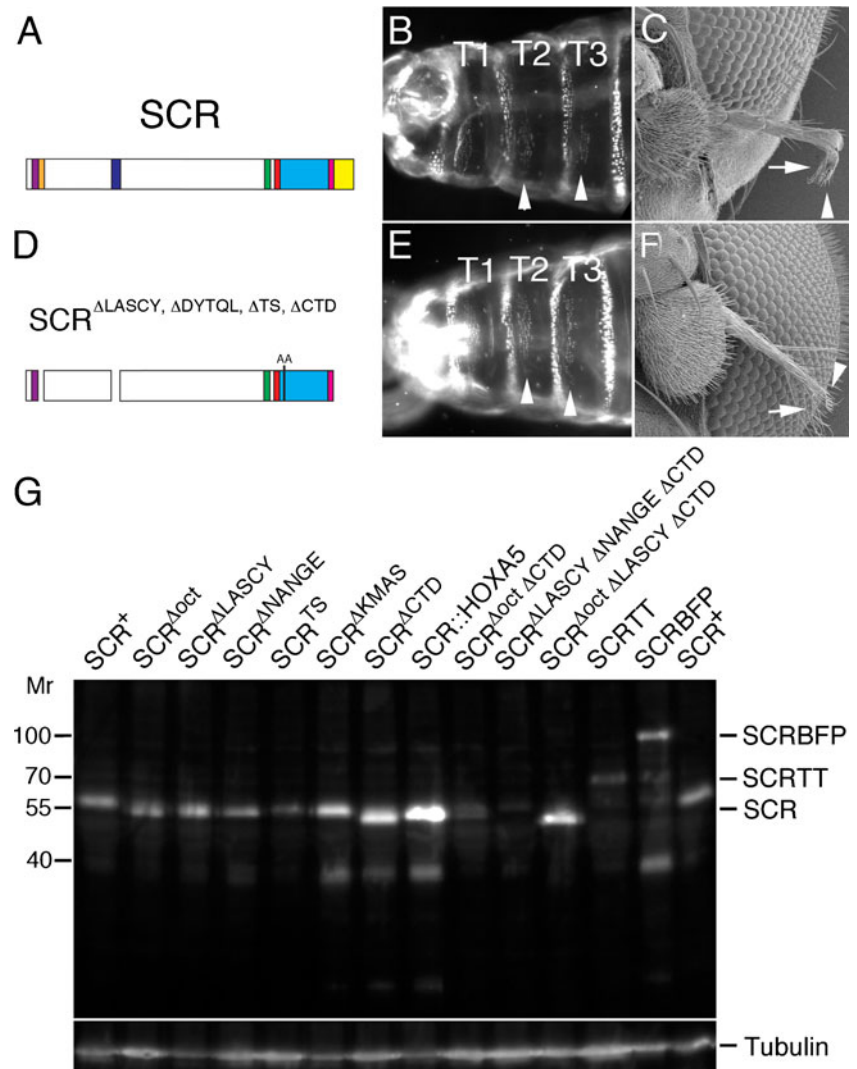 A
SCR
B
T1 T2 T3
C
D
SCR ΔLASCY, ΔDYTQL, ΔTS, ΔCTD
AA
E
T1 T2 T3
F
G
SCR+
SCRΔoct
SCRΔLASCY
SCRΔNANGE
SCRTS
SCRΔKMAS
SCRΔCTD
SCR::HOXA5
SCRΔoct ΔCTD
SCRΔLASCY ΔNANGE ΔCTD
SCRΔoct ΔLASCY ΔCTD
SCRTT
SCRBFP
SCR+
Mr
100
70
55
40
SCRBFP
SCRTT
SCR
Tubulin